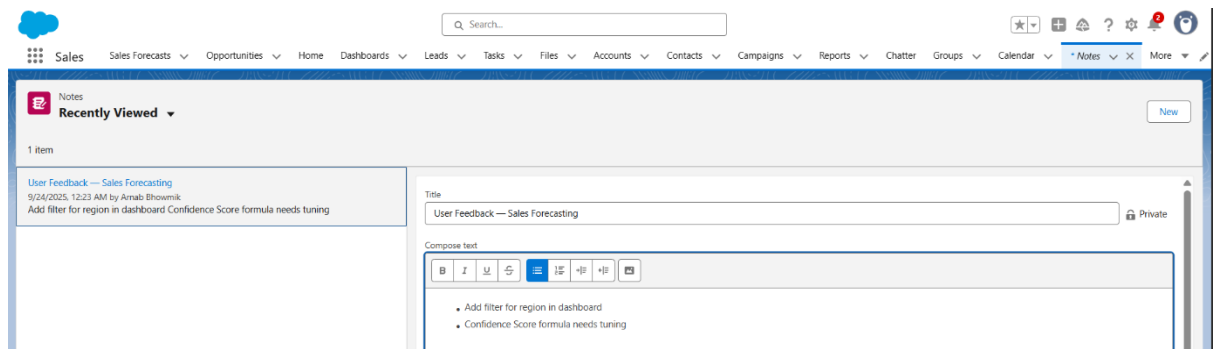 Search...
2
Sales
Sales Forecasts
Opportunities
Home
Dashboards
Leads
Tasks
Files
Accounts
Contacts
Campaigns
Reports
Chatter
Groups
Calendar
* Notes
More
Notes
Recently Viewed
New
1 item
User Feedback — Sales Forecasting
9/24/2025, 12:23 AM by Arnab Bhowmik
Add filter for region in dashboard Confidence Score formula needs tuning
Title
User Feedback — Sales Forecasting
Private
Compose text
B I U S
• Add filter for region in dashboard
• Confidence Score formula needs tuning